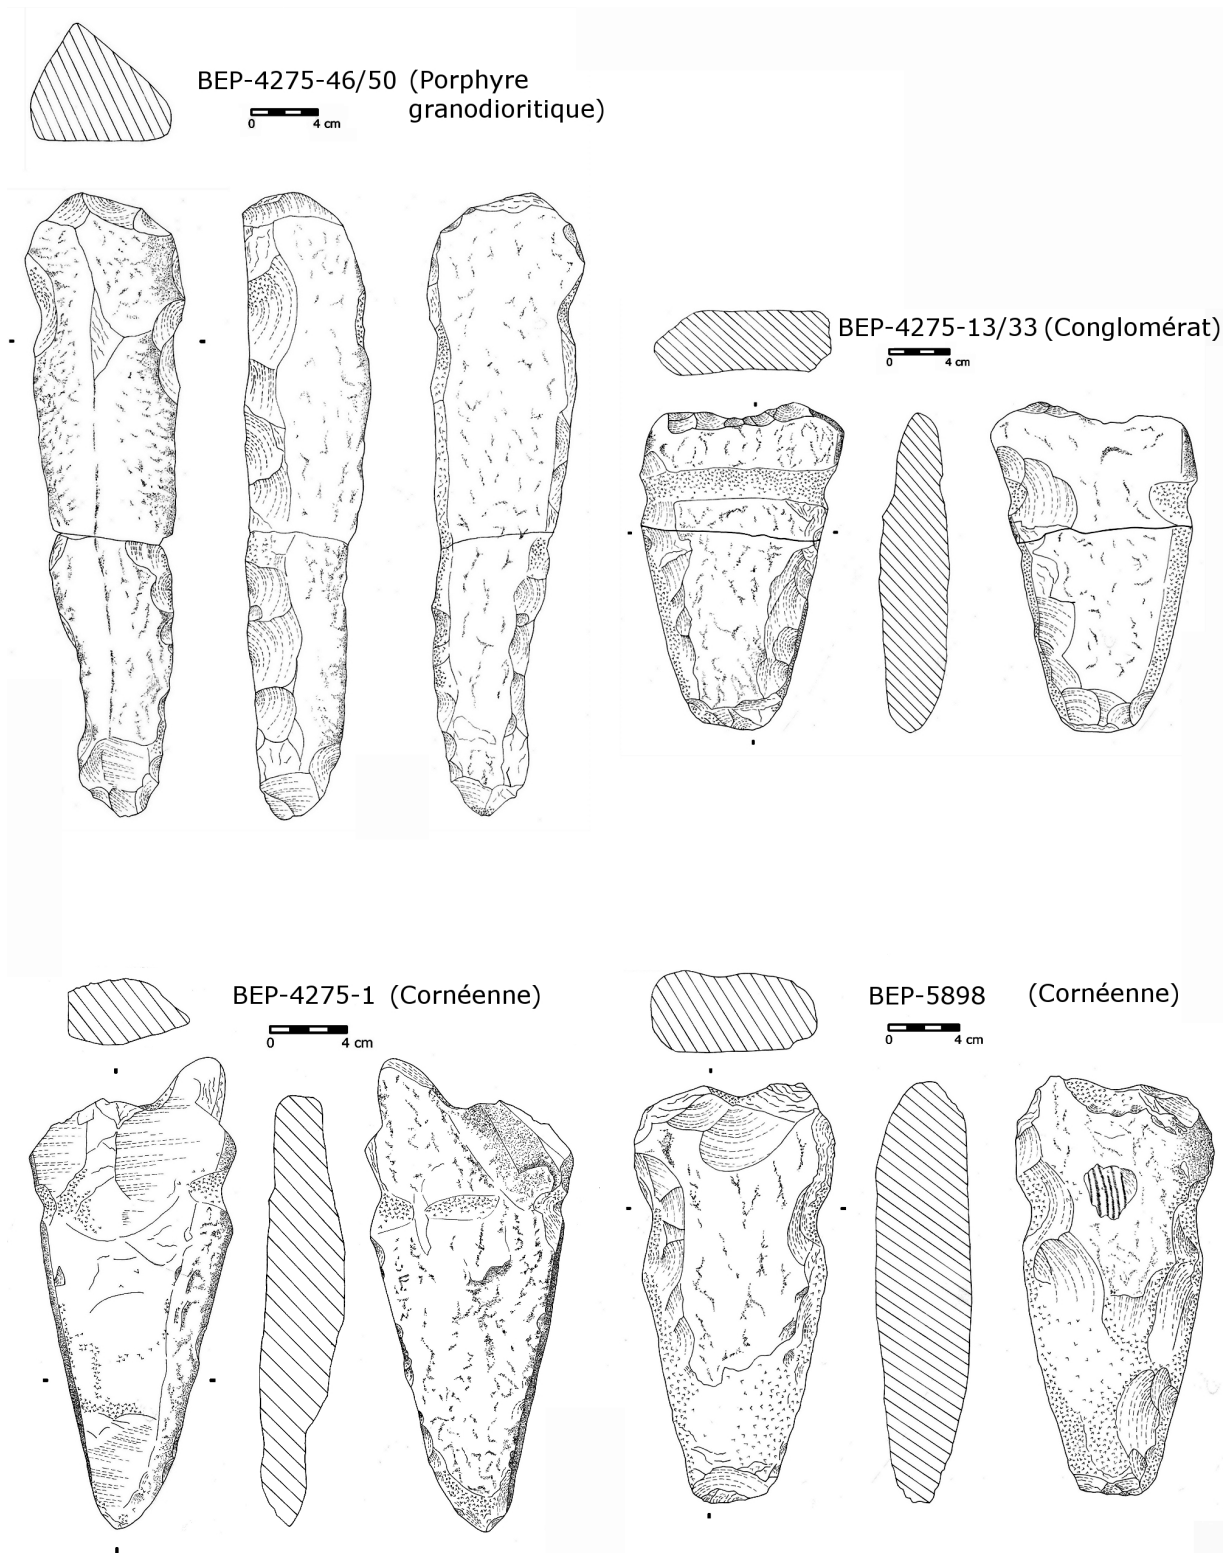 BEP-4275-46/50 (Porphyre
granodioritique)
0 4 cm
BEP-4275-13/33 (Conglomérat)
0 4 cm
BEP-4275-1 (Cornéenne)
0 4 cm
BEP-5898 (Cornéenne)
0 4 cm